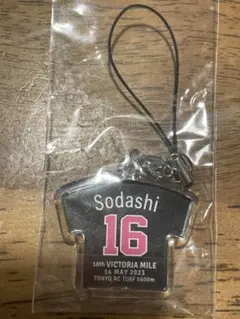 Sodashi
16
18th VICTORIA MILE
14 MAY 2023
TOKYO RC TURF 1600m